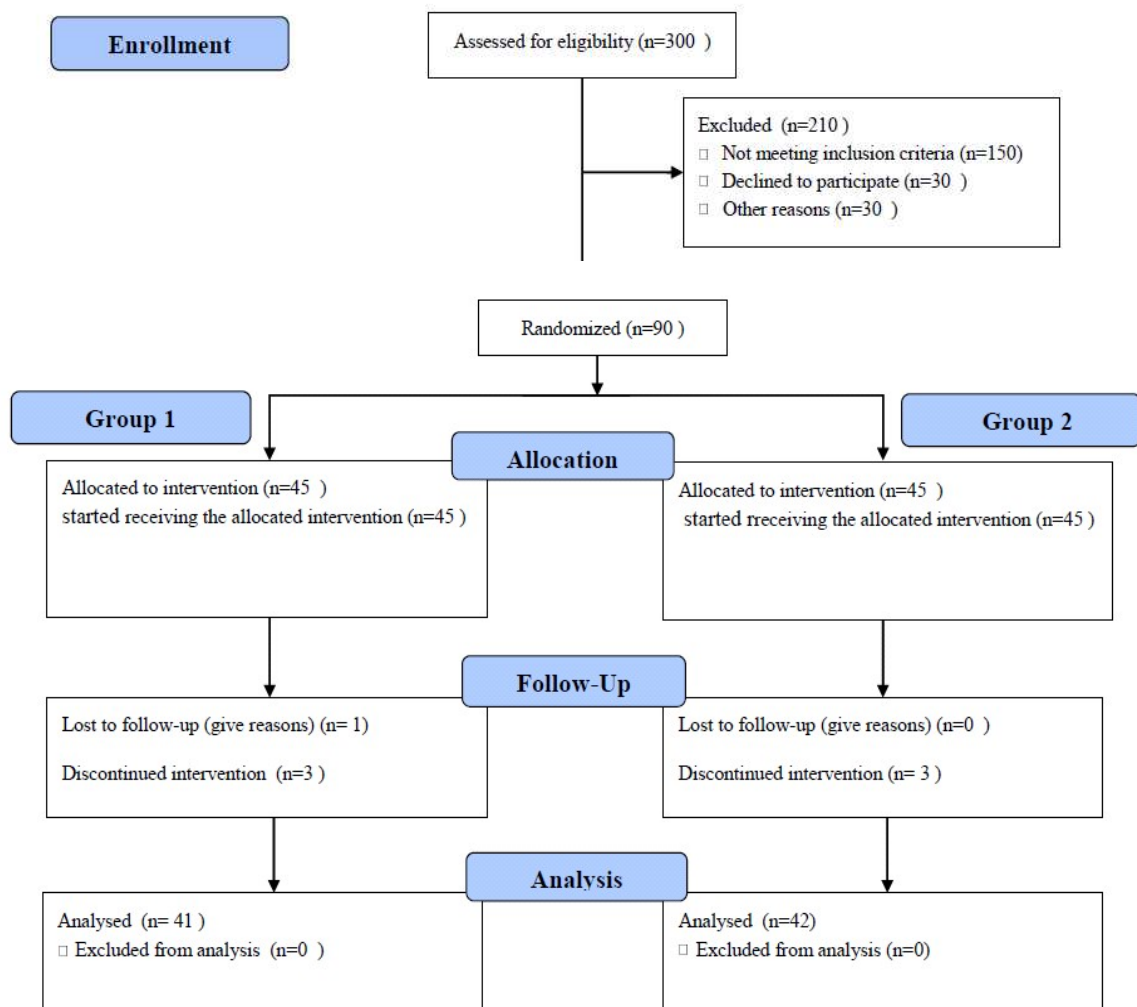 Enrollment
Assessed for eligibility (n=300 )
Excluded (n=210 )
□ Not meeting inclusion criteria (n=150)
□ Declined to participate (n=30 )
□ Other reasons (n=30 )
Randomized (n=90 )
Group 1
Group 2
Allocation
Allocated to intervention (n=45 )
started receiving the allocated intervention (n=45 )
Allocated to intervention (n=45 )
started rreceiving the allocated intervention (n=45 )
Follow-Up
Lost to follow-up (give reasons) (n= 1)
Discontinued intervention (n=3 )
Lost to follow-up (give reasons) (n=0 )
Discontinued intervention (n= 3 )
Analysis
Analysed (n= 41 )
□ Excluded from analysis (n=0 )
Analysed (n=42)
□ Excluded from analysis (n=0)